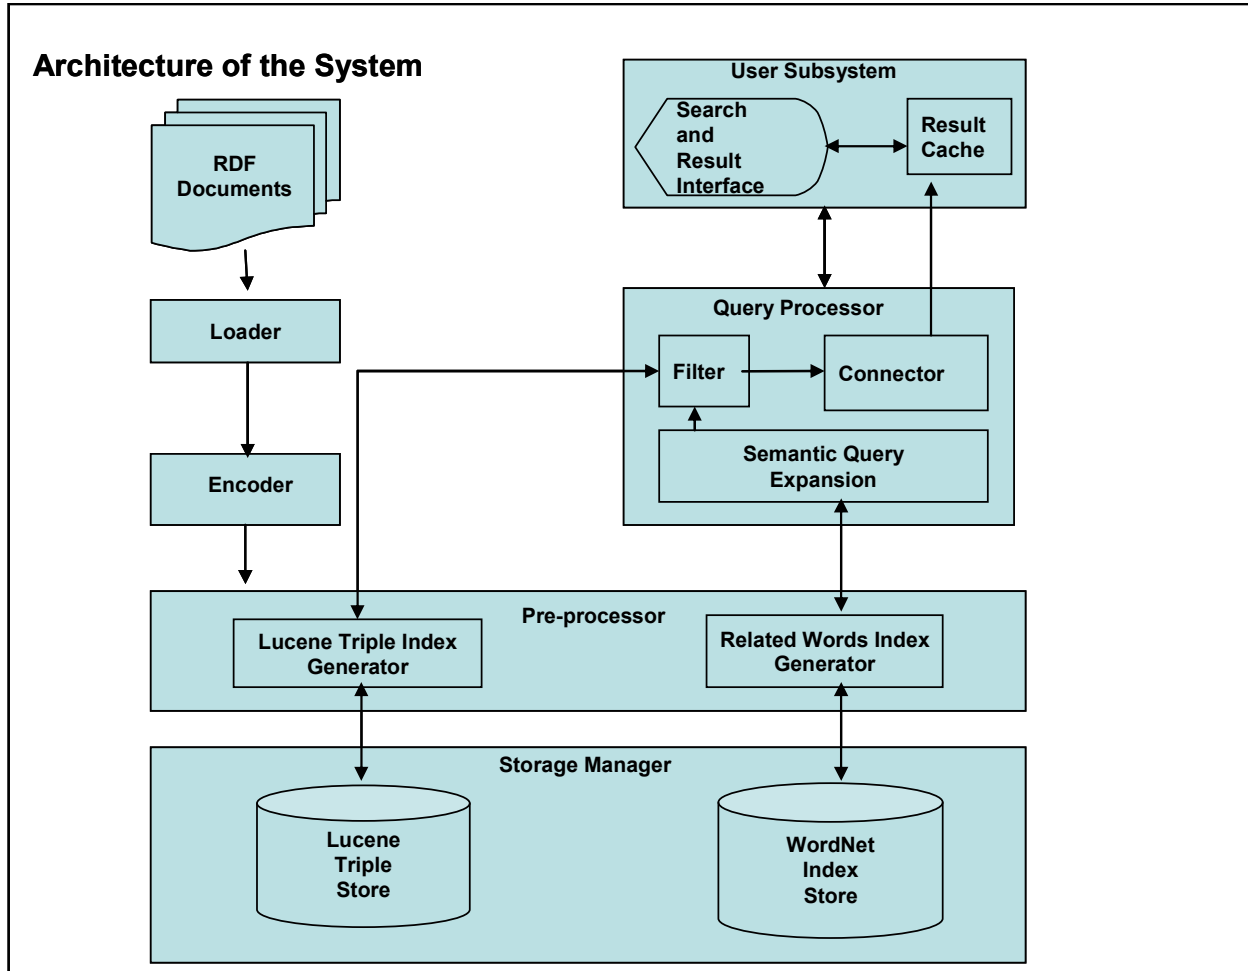 Architecture of the System
RDF
Documents
Loader
Encoder
User Subsystem
Search
and
Result
Interface
Result
Cache
Query Processor
Filter
Connector
Semantic Query
Expansion
Pre-processor
Lucene Triple Index
Generator
Related Words Index
Generator
Storage Manager
Lucene
Triple
Store
WordNet
Index
Store